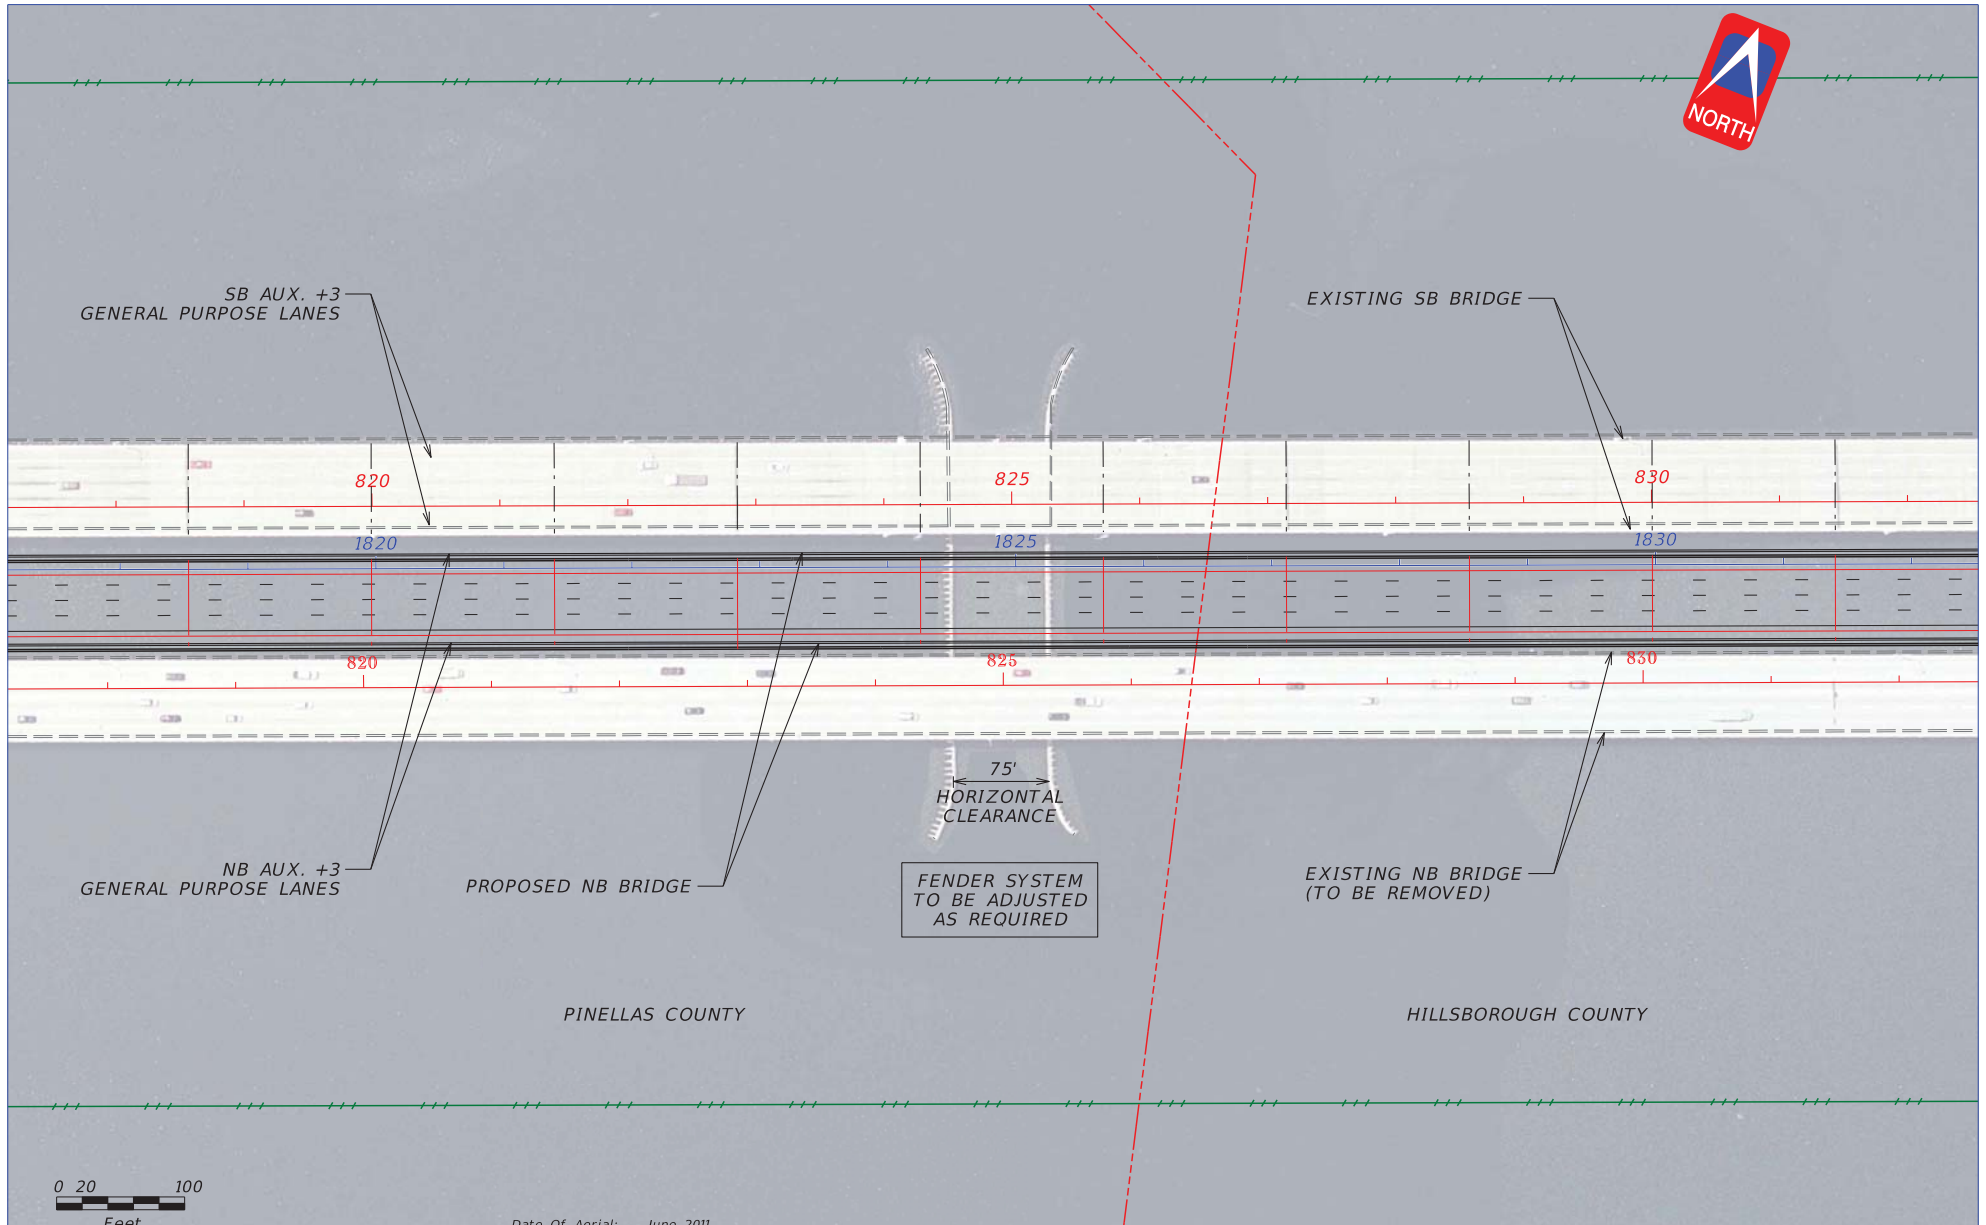 NORTH
SB AUX. +3
GENERAL PURPOSE LANES
EXISTING SB BRIDGE
820
825
830
1820
1825
1830
820
825
830
75'
HORIZONTAL
CLEARANCE
NB AUX. +3
GENERAL PURPOSE LANES
PROPOSED NB BRIDGE
FENDER SYSTEM
TO BE ADJUSTED
AS REQUIRED
EXISTING NB BRIDGE
(TO BE REMOVED)
PINELLAS COUNTY
HILLSBOROUGH COUNTY
0 20 100
Feet
Date Of Aerial: June 2011